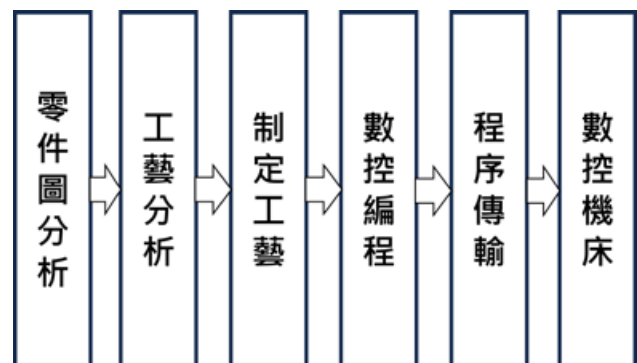 零件圖分析
工藝分析
制定工藝
數控編程
程序傳輸
數控機床